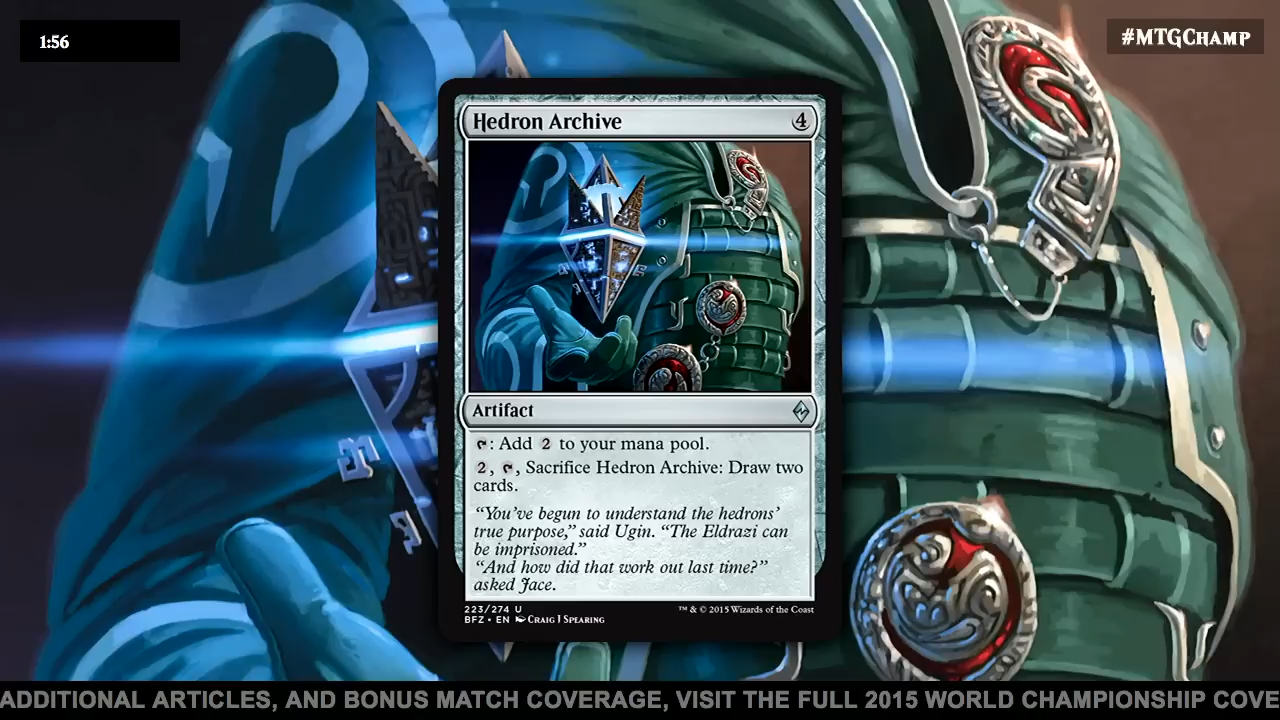 1:56
#MTGChamp
Hedron Archive 4
Artifact
: Add 2 to your mana pool.
2, , Sacrifice Hedron Archive: Draw two
cards.
“You’ve begun to understand the hedrons’
true purpose,” said Ugin. “The Eldrazi can
be imprisoned.”
“And how did that work out last time?”
asked Jace.
223/274 U
BFZ • EN Craig J Spearing
™ & © 2015 Wizards of the Coast
ADDITIONAL ARTICLES, AND BONUS MATCH COVERAGE, VISIT THE FULL 2015 WORLD CHAMPIONSHIP COVE